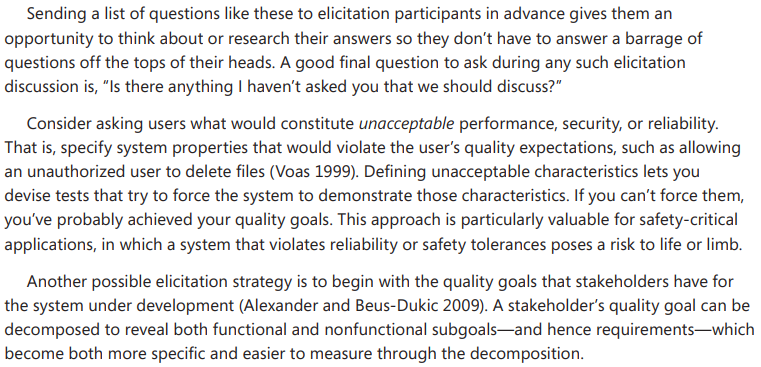 Sending a list of questions like these to elicitation participants in advance gives them an
opportunity to think about or research their answers so they don’t have to answer a barrage of
questions off the tops of their heads. A good final question to ask during any such elicitation
discussion is, “Is there anything I haven’t asked you that we should discuss?”
Consider asking users what would constitute unacceptable performance, security, or reliability.
That is, specify system properties that would violate the user’s quality expectations, such as allowing
an unauthorized user to delete files (Voas 1999). Defining unacceptable characteristics lets you
devise tests that try to force the system to demonstrate those characteristics. If you can’t force them,
you’ve probably achieved your quality goals. This approach is particularly valuable for safety-critical
applications, in which a system that violates reliability or safety tolerances poses a risk to life or limb.
Another possible elicitation strategy is to begin with the quality goals that stakeholders have for
the system under development (Alexander and Beus-Dukic 2009). A stakeholder’s quality goal can be
decomposed to reveal both functional and nonfunctional subgoals—and hence requirements—which
become both more specific and easier to measure through the decomposition.